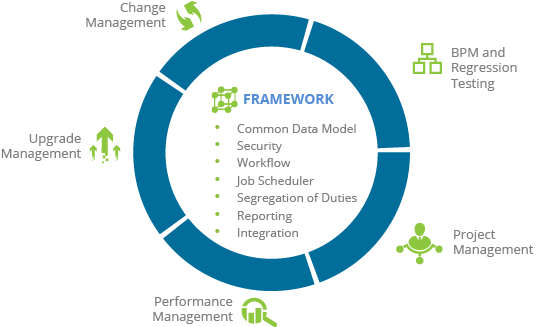 Change
Management
BPM and
Regression
Testing
FRAMEWORK
• Common Data Model
• Security
• Workflow
• Job Scheduler
• Segregation of Duties
• Reporting
• Integration
Upgrade
Management
Project
Management
Performance
Management